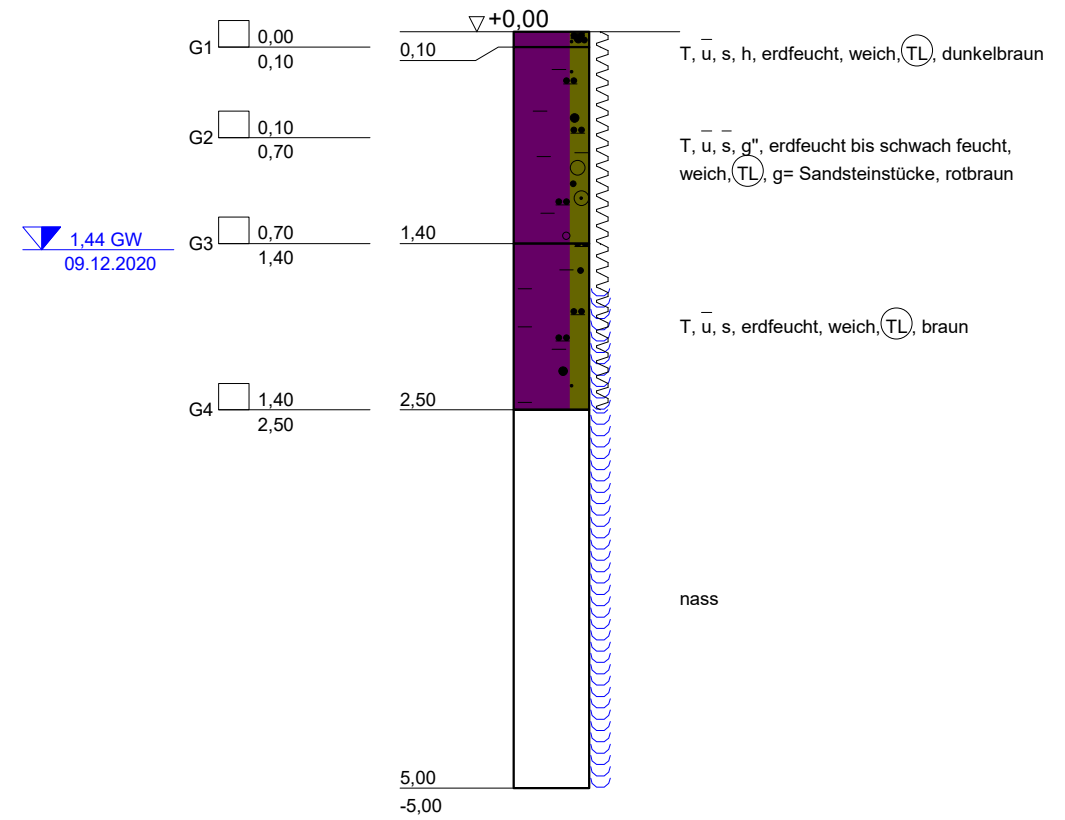 +0,00
G1 0,00
0,10
0,10
T, u̅, s, h, erdfeucht, weich, TL, dunkelbraun
G2 0,10
0,70
T, u̅, s̅, g", erdfeucht bis schwach feucht,
weich, TL, g= Sandsteinstücke, rotbraun
1,44 GW
09.12.2020
G3 0,70
1,40
1,40
T, u̅, s, erdfeucht, weich, TL, braun
G4 1,40
2,50
2,50
nass
5,00
-5,00